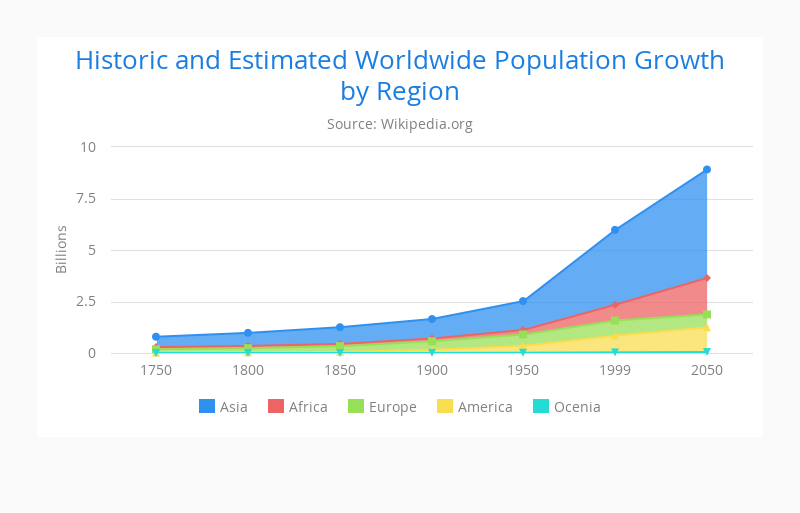 Historic and Estimated Worldwide Population Growth
by Region
Source: Wikipedia.org
10
7.5
5
2.5
0
Billions
1750 1800 1850 1900 1950 1999 2050
Asia Africa Europe America Ocenia